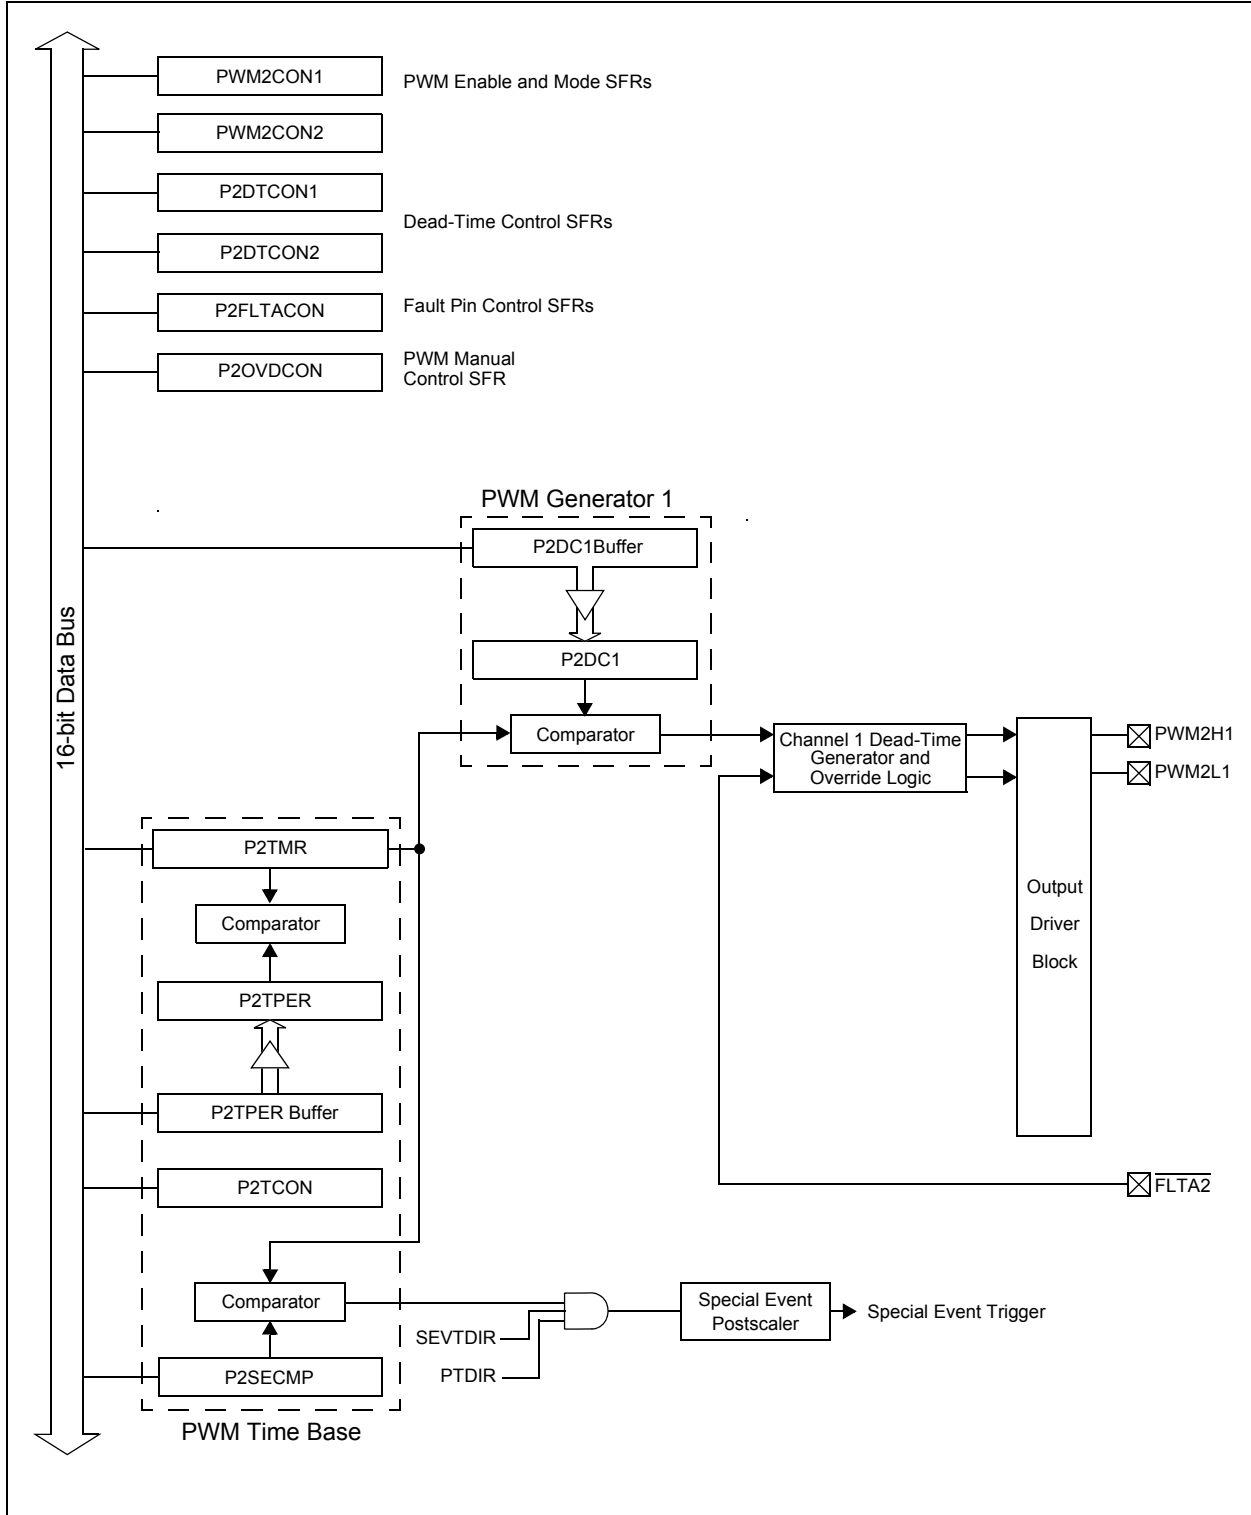 PWM2CON1
PWM Enable and Mode SFRs
PWM2CON2
P2DTCON1
Dead-Time Control SFRs
P2DTCON2
P2FLTACON
Fault Pin Control SFRs
P2OVDCON
PWM Manual
Control SFR
16-bit Data Bus
PWM Generator 1
P2DC1Buffer
P2DC1
Comparator
Channel 1 Dead-Time
Generator and
Override Logic
PWM2H1
PWM2L1
P2TMR
Comparator
P2TPER
P2TPER Buffer
P2TCON
Output
Driver
Block
FLTA2
Comparator
SEVTDIR
PTDIR
Special Event
Postscaler
Special Event Trigger
P2SECMP
PWM Time Base